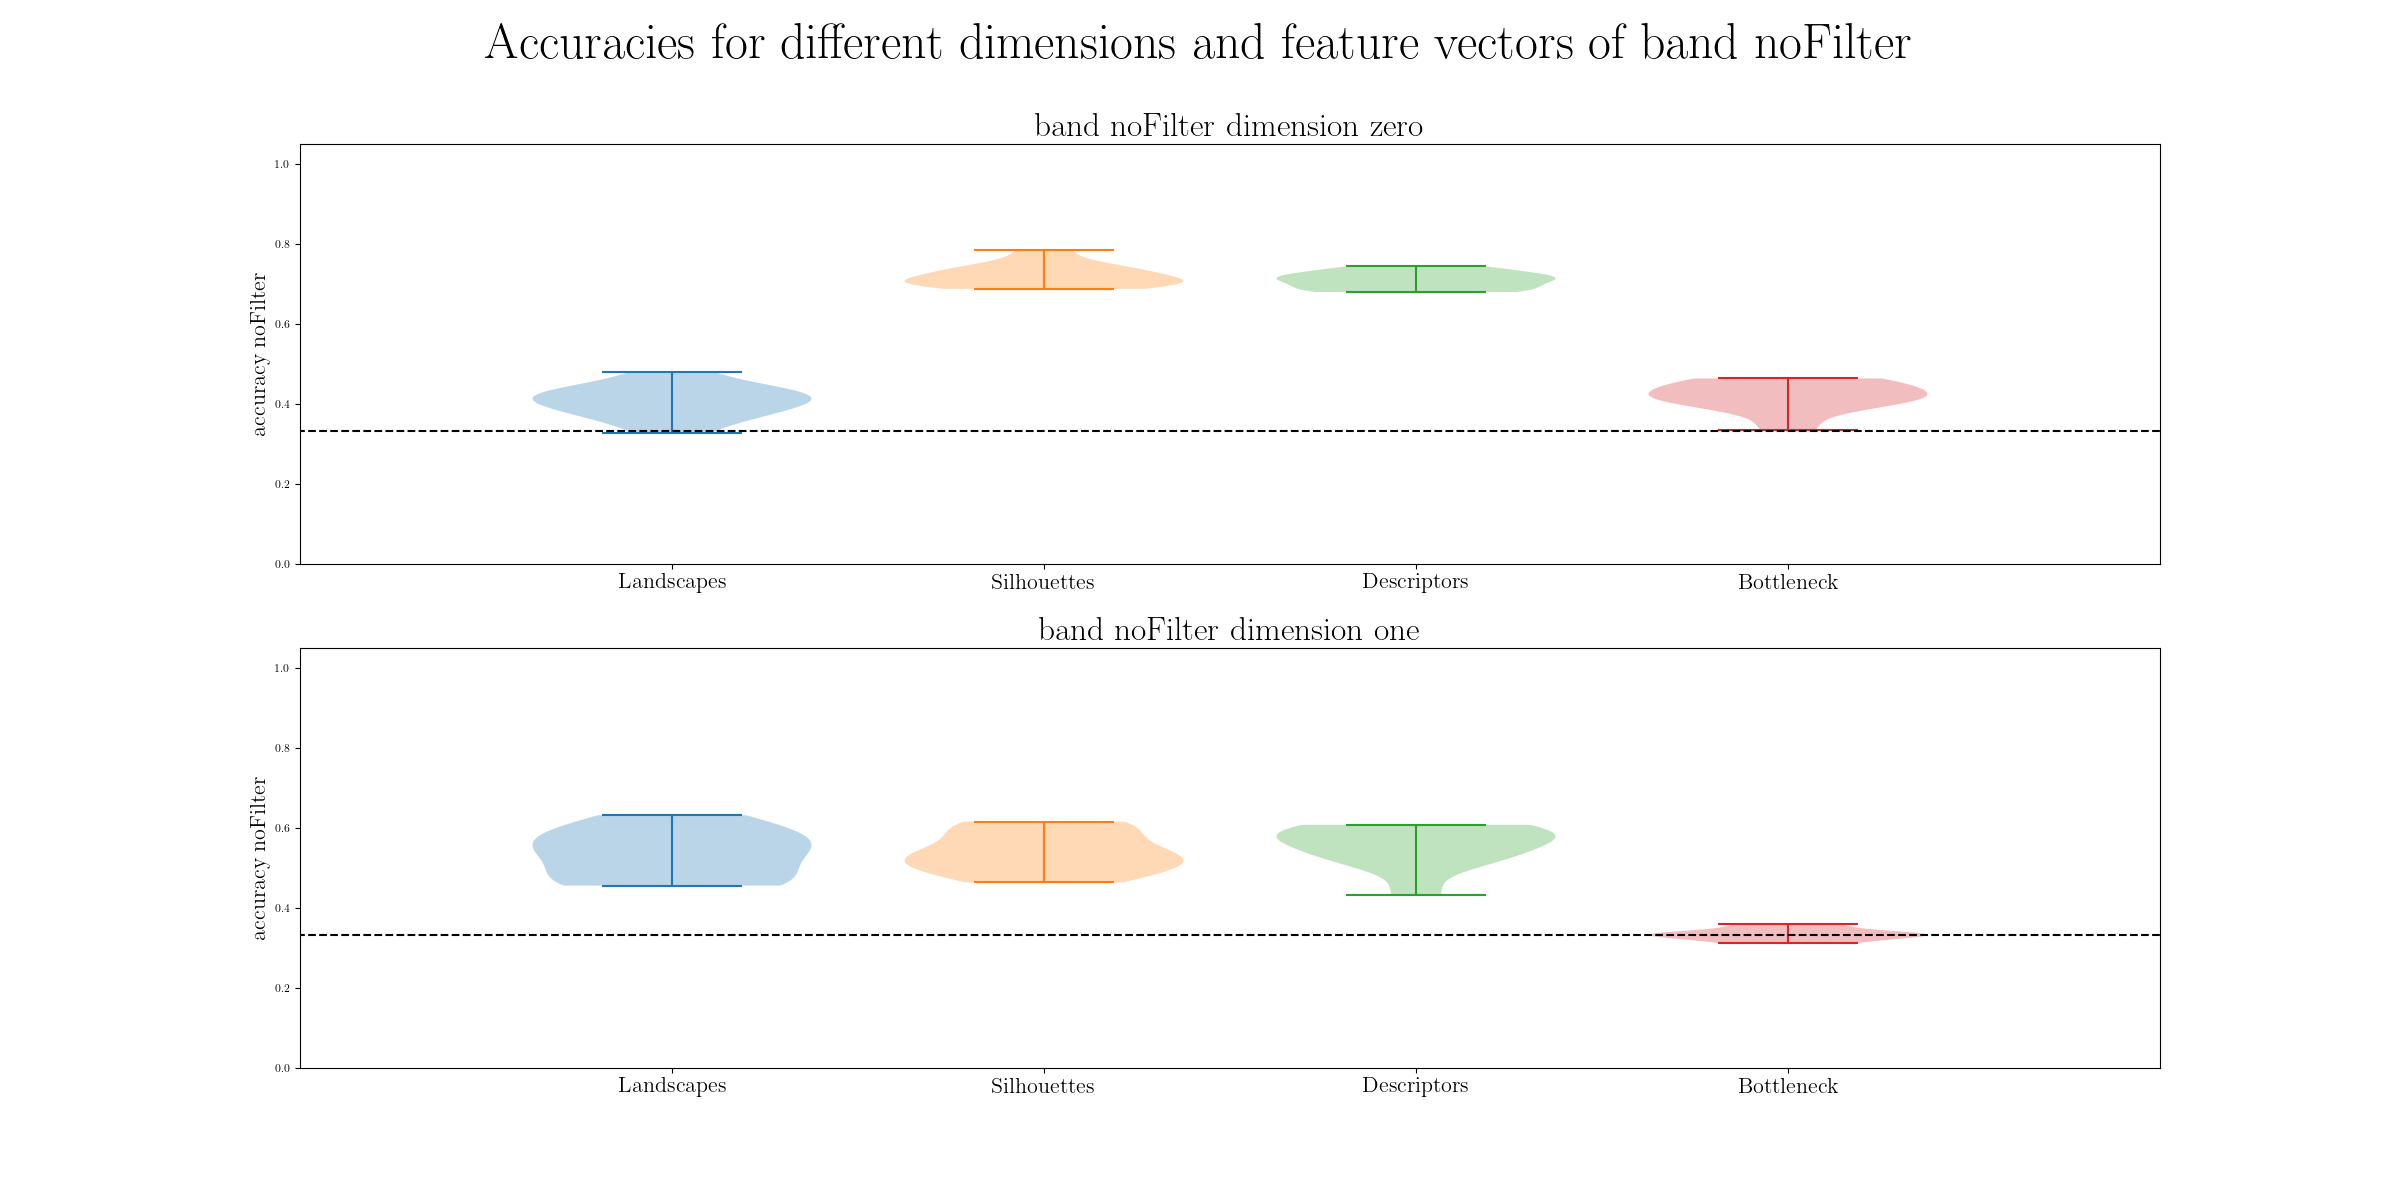 Accuracies for different dimensions and feature vectors of band noFilter
band noFilter dimension zero
1.0
0.8
0.6
0.4
0.2
0.0
accuracy noFilter
Landscapes Silhouettes Descriptors Bottleneck
band noFilter dimension one
1.0
0.8
0.6
0.4
0.2
0.0
accuracy noFilter
Landscapes Silhouettes Descriptors Bottleneck